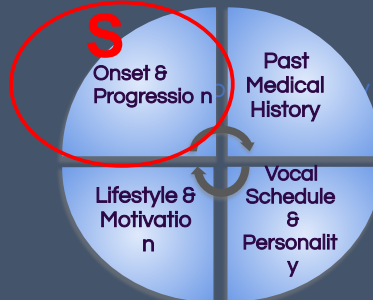 S
Onset &
Progressio n
Past
Medical
History
Lifestyle &
Motivatio
n
Vocal
Schedule
&
Personalit
y